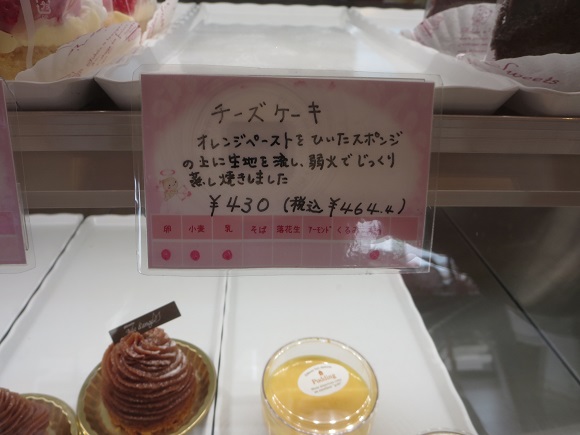 Sweets
チーズケーキ
オレンジペーストをひいたスポンジ
の上に生地を流し、弱火でじっくり
蒸し焼きしました
¥430 (税込¥464.4)
卵 小麦 乳 そば 落花生 アーモンド くるみ
Pudding